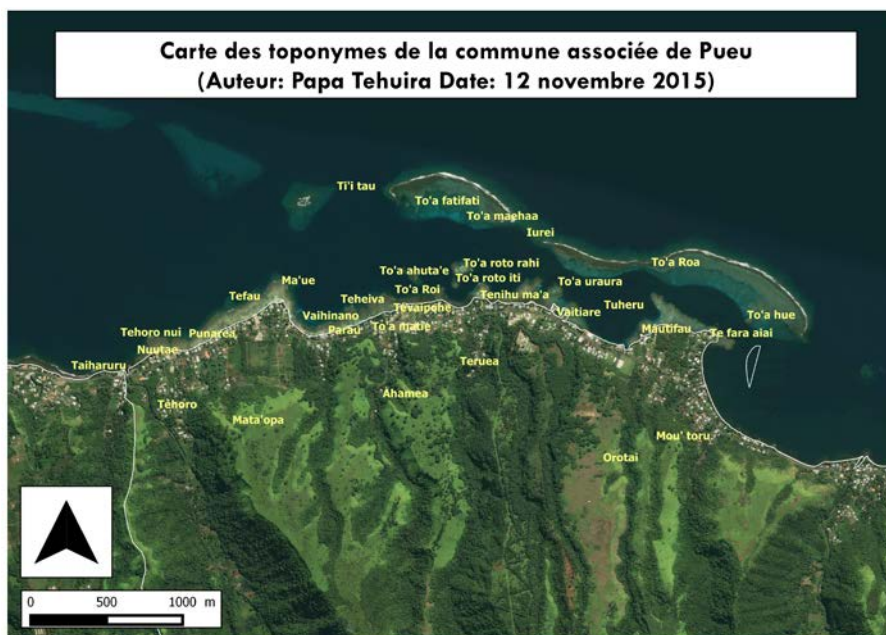 Carte des toponymes de la commune associée de Pueu
(Auteur: Papa Tehuira Date: 12 novembre 2015)
Ti'i tau
To'a fatifati
To'a maehaa
Iurei
To'a roto rahi
To'a Roa
To'a ahuta'e
To'a roto iti
Ma'ue
To'a uraura
To'a Roi
Tefau
Teheiva
Tenihu ma'a
Tuheru
Tevaipehe
Vaihinano
Vaitiare
To'a hue
Tehoro nui
Punarea
Parau
To'a matie
Mautifau
Te fara aiai
Nuutae
Taiharuru
Teruea
Tehoro
Ahamea
Mata'opa
Mou' toru
Orotai
0 500 1000 m